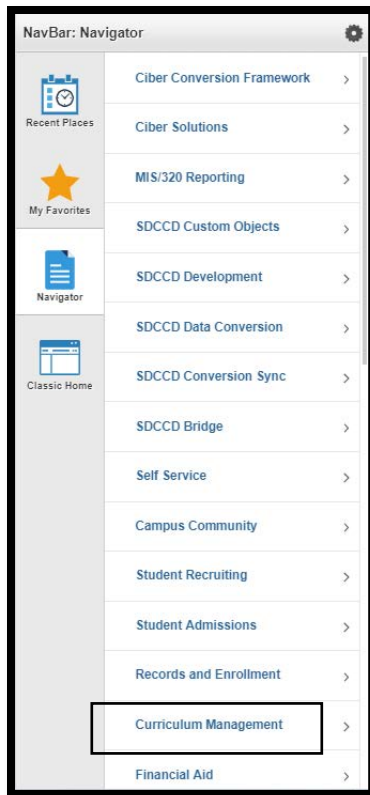 NavBar: Navigator
Recent Places
My Favorites
Navigator
Classic Home
Ciber Conversion Framework
Ciber Solutions
MIS/320 Reporting
SDCCD Custom Objects
SDCCD Development
SDCCD Data Conversion
SDCCD Conversion Sync
SDCCD Bridge
Self Service
Campus Community
Student Recruiting
Student Admissions
Records and Enrollment
Curriculum Management
Financial Aid